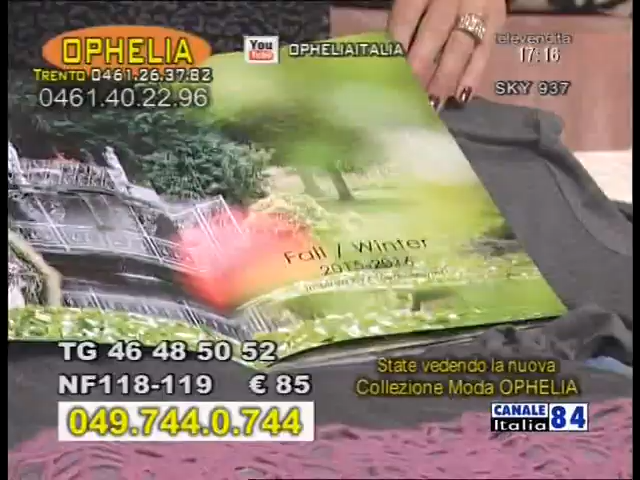 OPHELIA
TRENTO 0461.26.37.82
0461.40.22.96
You Tube OPHELIAITALIA
televendita
17:16
SKY 937
Fall / Winter
2015-2016
TG 46 48 50 52
NF118-119 € 85
049.744.0.744
State vedendo la nuova
Collezione Moda OPHELIA
CANALE
Italia 84